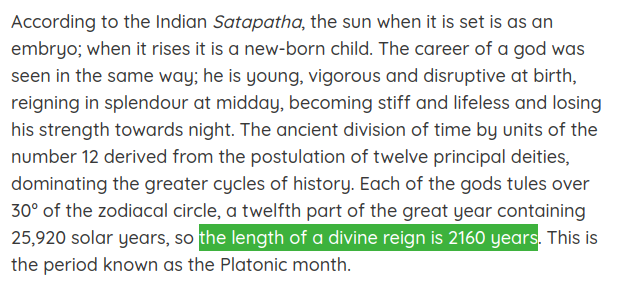 According to the Indian Satapatha, the sun when it is set is as an
embryo; when it rises it is a new-born child. The career of a god was
seen in the same way; he is young, vigorous and disruptive at birth,
reigning in splendour at midday, becoming stiff and lifeless and losing
his strength towards night. The ancient division of time by units of the
number 12 derived from the postulation of twelve principal deities,
dominating the greater cycles of history. Each of the gods tules over
30° of the zodiacal circle, a twelfth part of the great year containing
25,920 solar years, so the length of a divine reign is 2160 years. This is
the period known as the Platonic month.